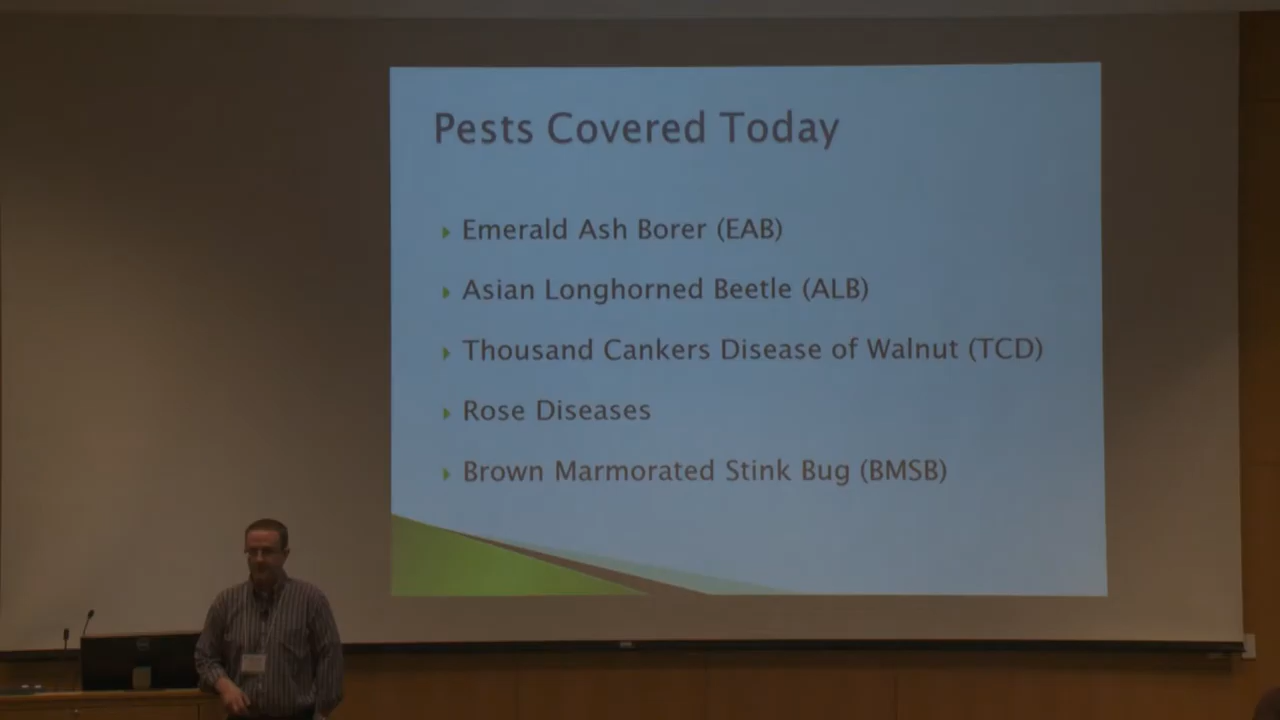 Pests Covered Today
Emerald Ash Borer (EAB)
Asian Longhorned Beetle (ALB)
Thousand Cankers Disease of Walnut (TCD)
Rose Diseases
Brown Marmorated Stink Bug (BMSB)